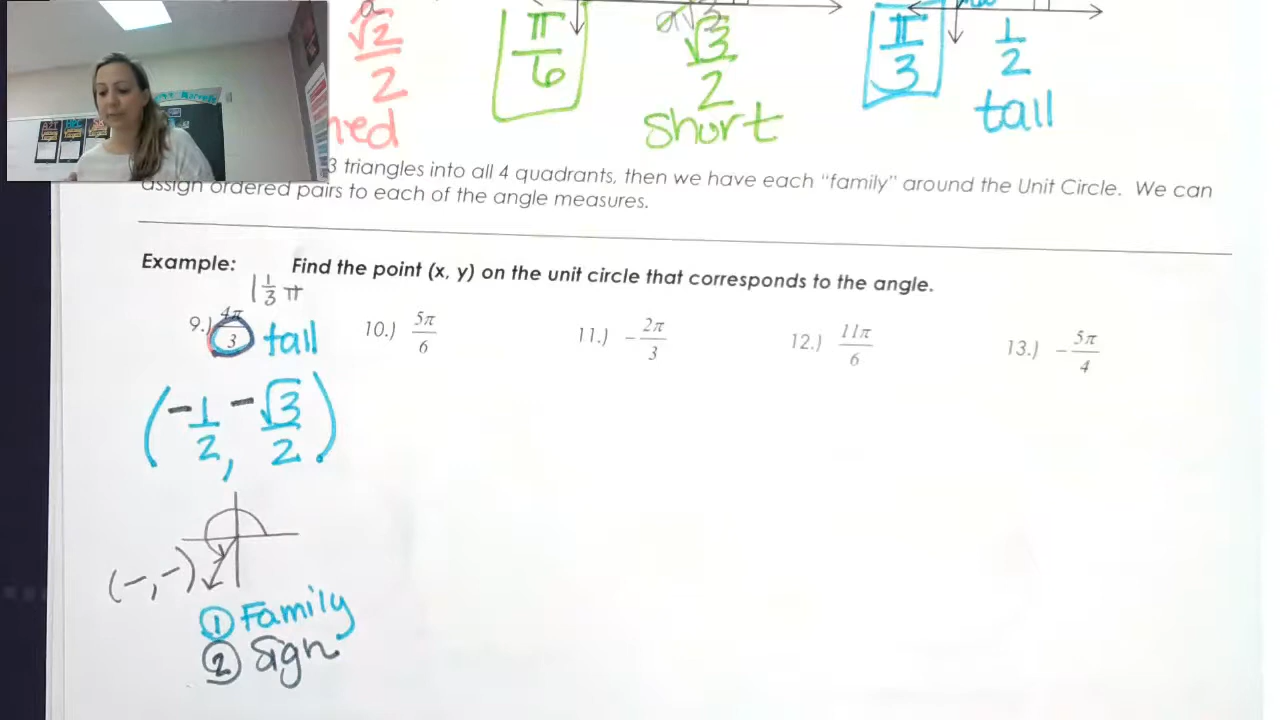 √2/2 π/6 √3/2 π/3 1/2
short tall
3 triangles into all 4 quadrants, then we have each “family” around the Unit Circle. We can
assign ordered pairs to each of the angle measures.
Example: Find the point (x, y) on the unit circle that corresponds to the angle.
1 1/3 π
9.) 4π/3 tall 10.) 5π/6 11.) -2π/3 12.) 11π/6 13.) -5π/4
(-1/2, -√3/2)
(-,-)
① Family
② Sign